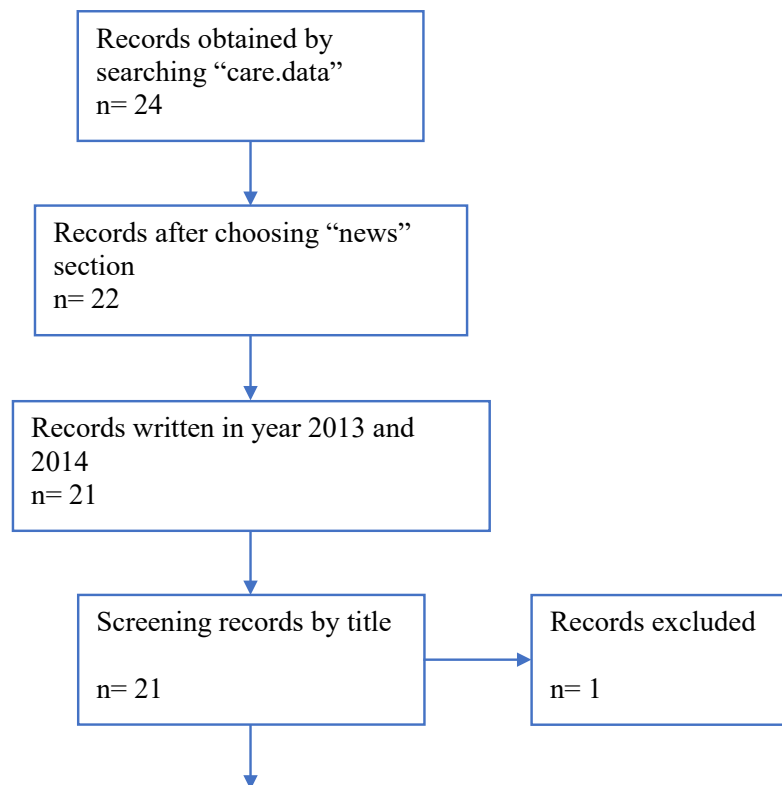 Records obtained by
searching “care.data”
n= 24
Records after choosing “news”
section
n= 22
Records written in year 2013 and
2014
n= 21
Screening records by title
n= 21
Records excluded
n= 1